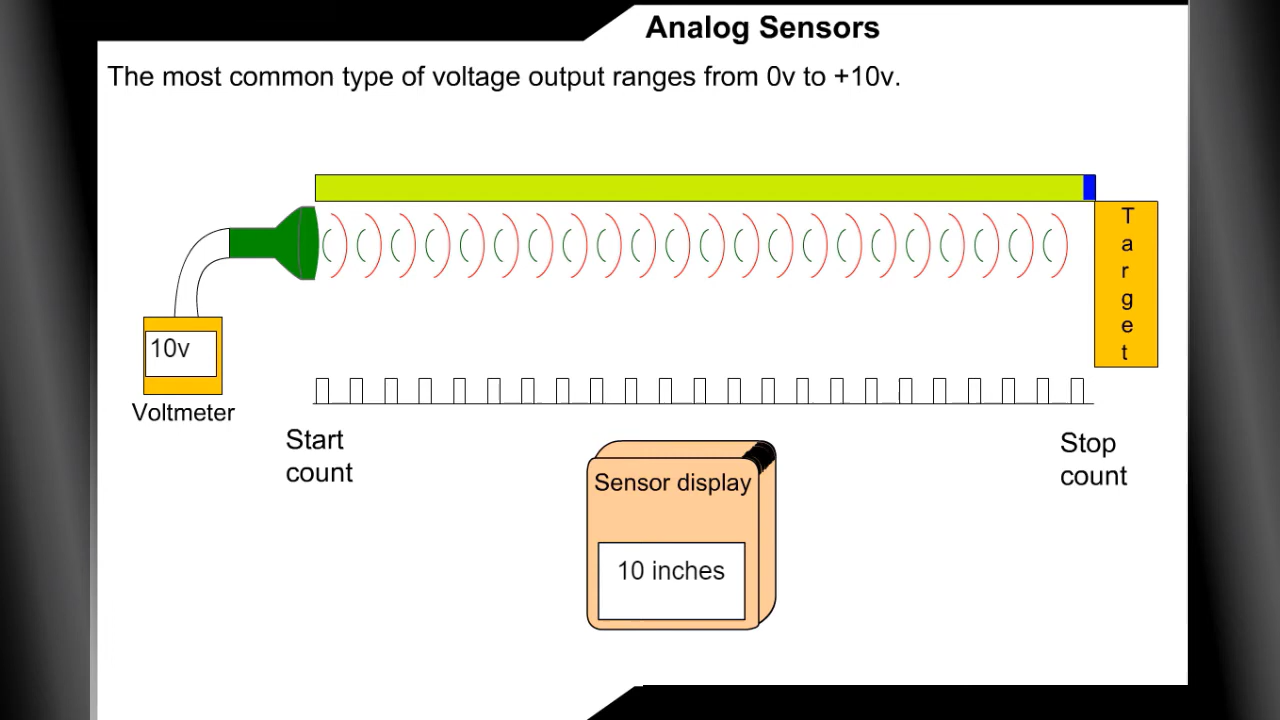 Analog Sensors
The most common type of voltage output ranges from 0v to +10v.
T
a
r
g
e
t
10v
Voltmeter
Start
count
Stop
count
Sensor display
10 inches